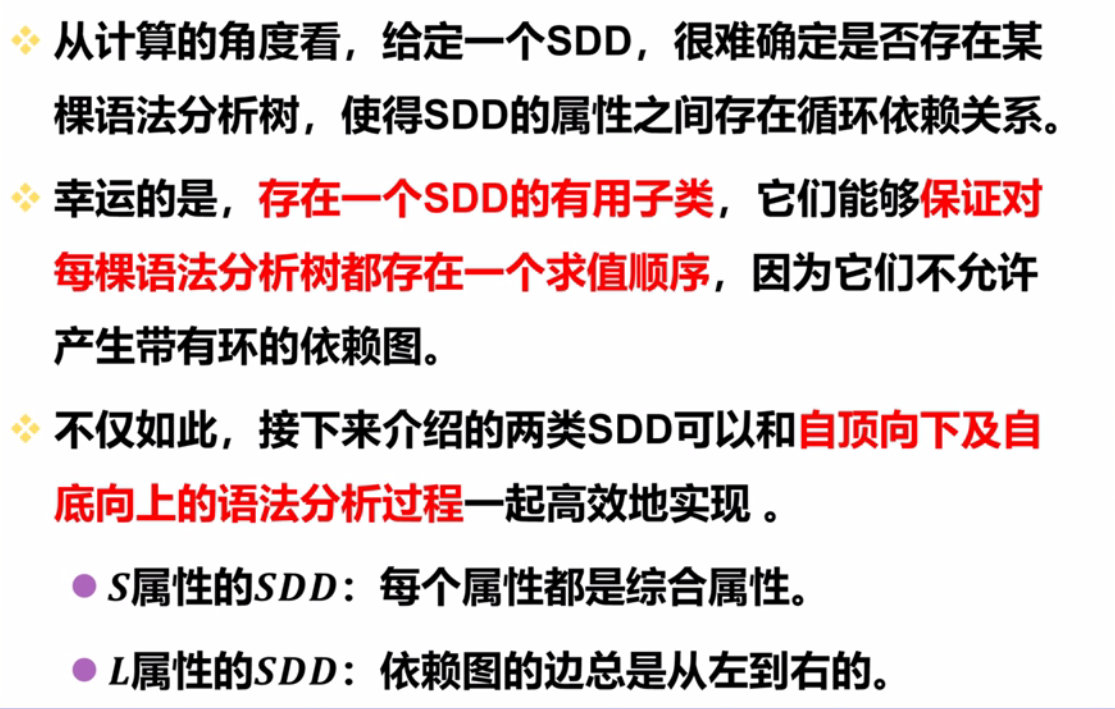 从计算的角度看，给定一个SDD，很难确定是否存在某
棵语法分析树，使得SDD的属性之间存在循环依赖关系。
幸运的是，存在一个SDD的有用子类，它们能够保证对
每棵语法分析树都存在一个求值顺序，因为它们不允许
产生带有环的依赖图。
不仅如此，接下来介绍的两类SDD可以和自顶向下及自
底向上的语法分析过程一起高效地实现 。
S属性的SDD：每个属性都是综合属性。
L属性的SDD：依赖图的边总是从左到右的。